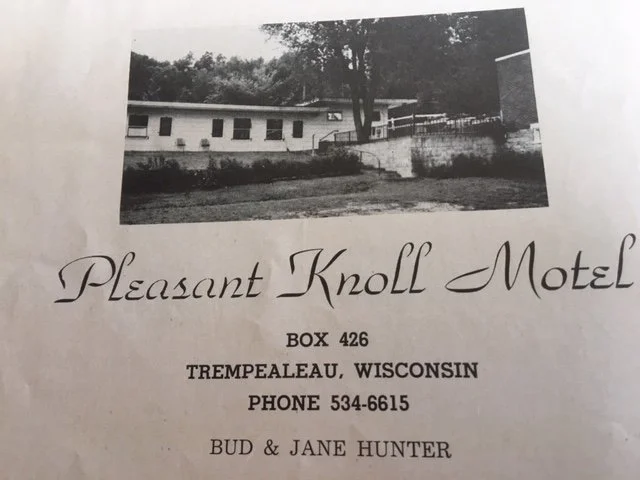 Pleasant Knoll Motel
BOX 426
TREMPEALEAU, WISCONSIN
PHONE 534-6615
BUD & JANE HUNTER